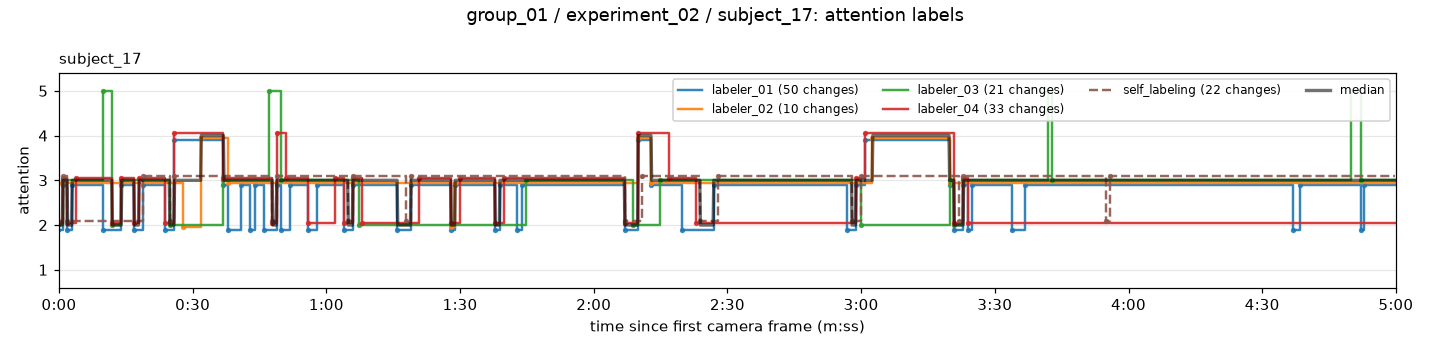 group_01 / experiment_02 / subject_17: attention labels
subject_17
labeler_01 (50 changes)
labeler_02 (10 changes)
labeler_03 (21 changes)
labeler_04 (33 changes)
self_labeling (22 changes)
median
attention
5
4
3
2
1
0:00 0:30 1:00 1:30 2:00 2:30 3:00 3:30 4:00 4:30 5:00
time since first camera frame (m:ss)